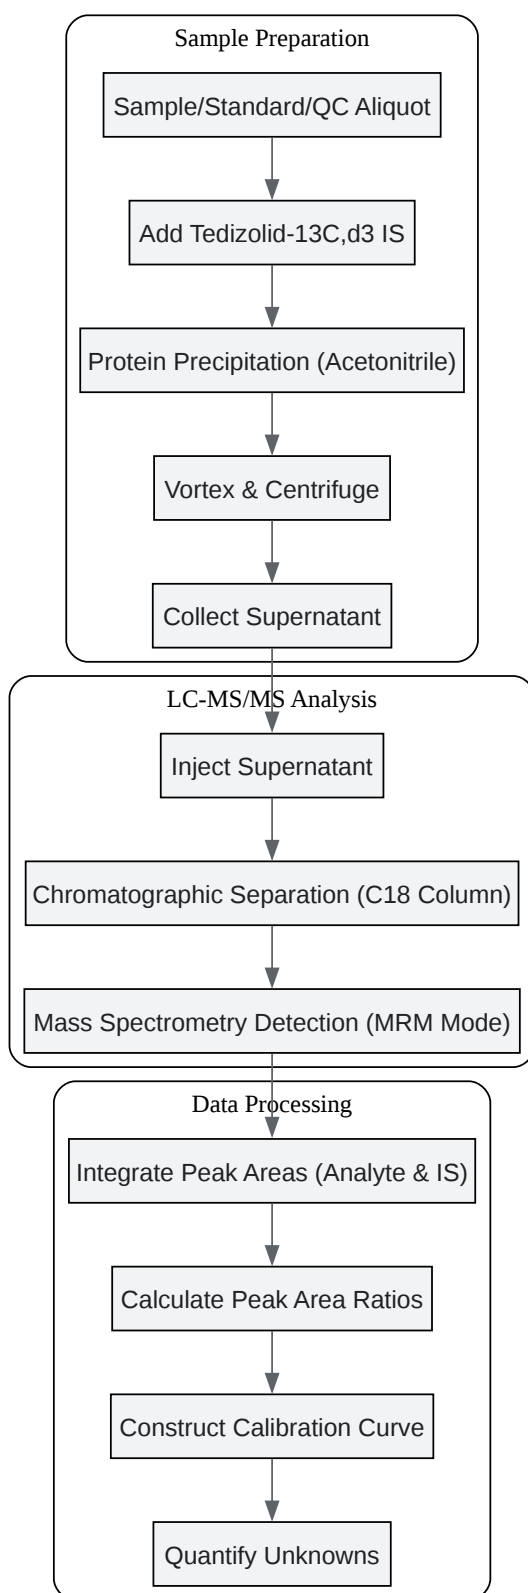 Sample Preparation
Sample/Standard/QC Aliquot
Add Tedizolid-13C,d3 IS
Protein Precipitation (Acetonitrile)
Vortex & Centrifuge
Collect Supernatant
LC-MS/MS Analysis
Inject Supernatant
Chromatographic Separation (C18 Column)
Mass Spectrometry Detection (MRM Mode)
Data Processing
Integrate Peak Areas (Analyte & IS)
Calculate Peak Area Ratios
Construct Calibration Curve
Quantify Unknowns